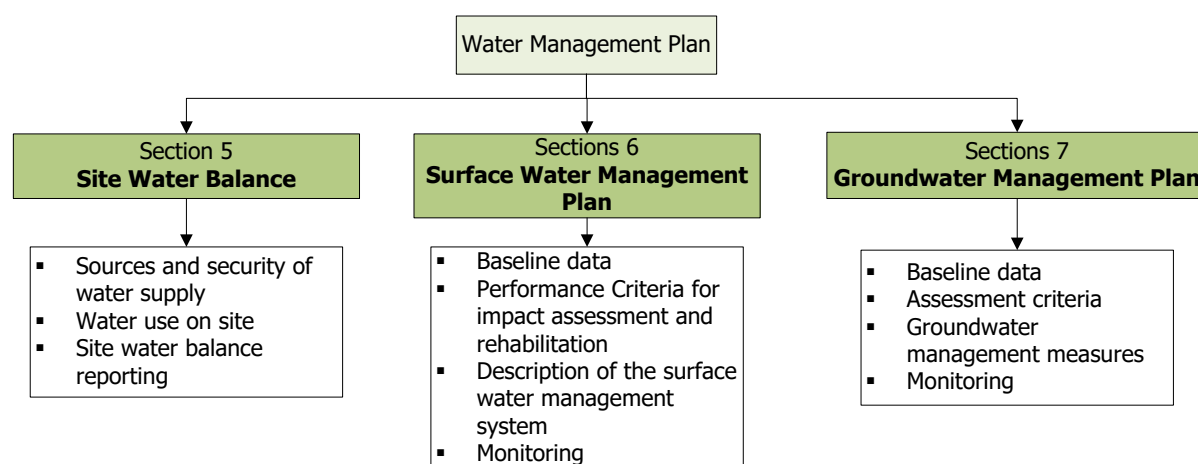 Water Management Plan
Section 5
Site Water Balance
Sections 6
Surface Water Management
Plan
Sections 7
Groundwater Management Plan
▪ Sources and security of
water supply
▪ Water use on site
▪ Site water balance
reporting
▪ Baseline data
▪ Performance Criteria for
impact assessment and
rehabilitation
▪ Description of the surface
water management
system
▪ Monitoring
▪ Baseline data
▪ Assessment criteria
▪ Groundwater
management measures
▪ Monitoring